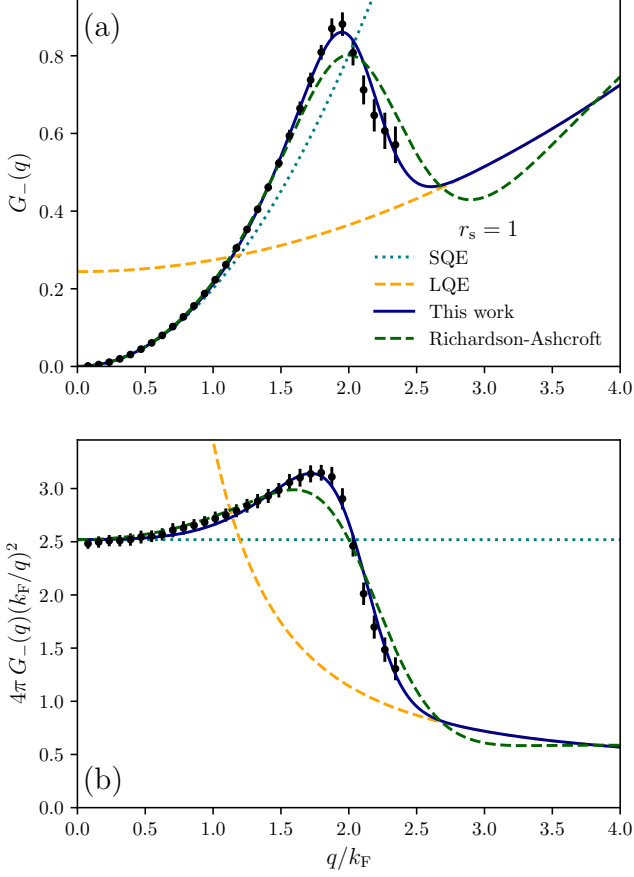 (a)
0.8
0.6
0.4
0.2
0.0
G₋(q)
r_s = 1
SQE
LQE
This work
Richardson-Ashcroft
0.0 0.5 1.0 1.5 2.0 2.5 3.0 3.5 4.0
3.0
2.5
2.0
1.5
1.0
0.5
0.0
4π G₋(q)(k_F/q)²
(b)
0.0 0.5 1.0 1.5 2.0 2.5 3.0 3.5 4.0
q/k_F